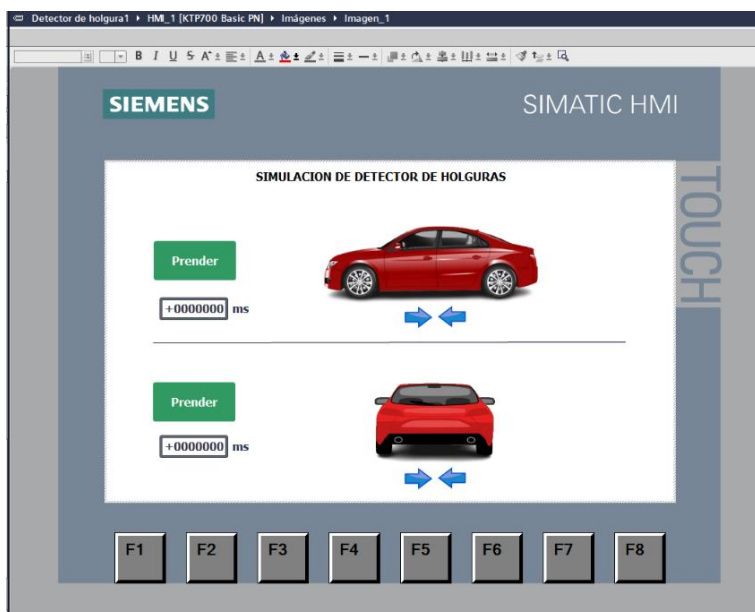 Detector de holgura1 ▸ HMI_1 [KTP700 Basic PN] ▸ Imágenes ▸ Imagen_1
B I U S A A
SIEMENS
SIMATIC HMI
TOUCH
SIMULACION DE DETECTOR DE HOLGURAS
Prender
+0000000 ms
Prender
+0000000 ms
F1 F2 F3 F4 F5 F6 F7 F8